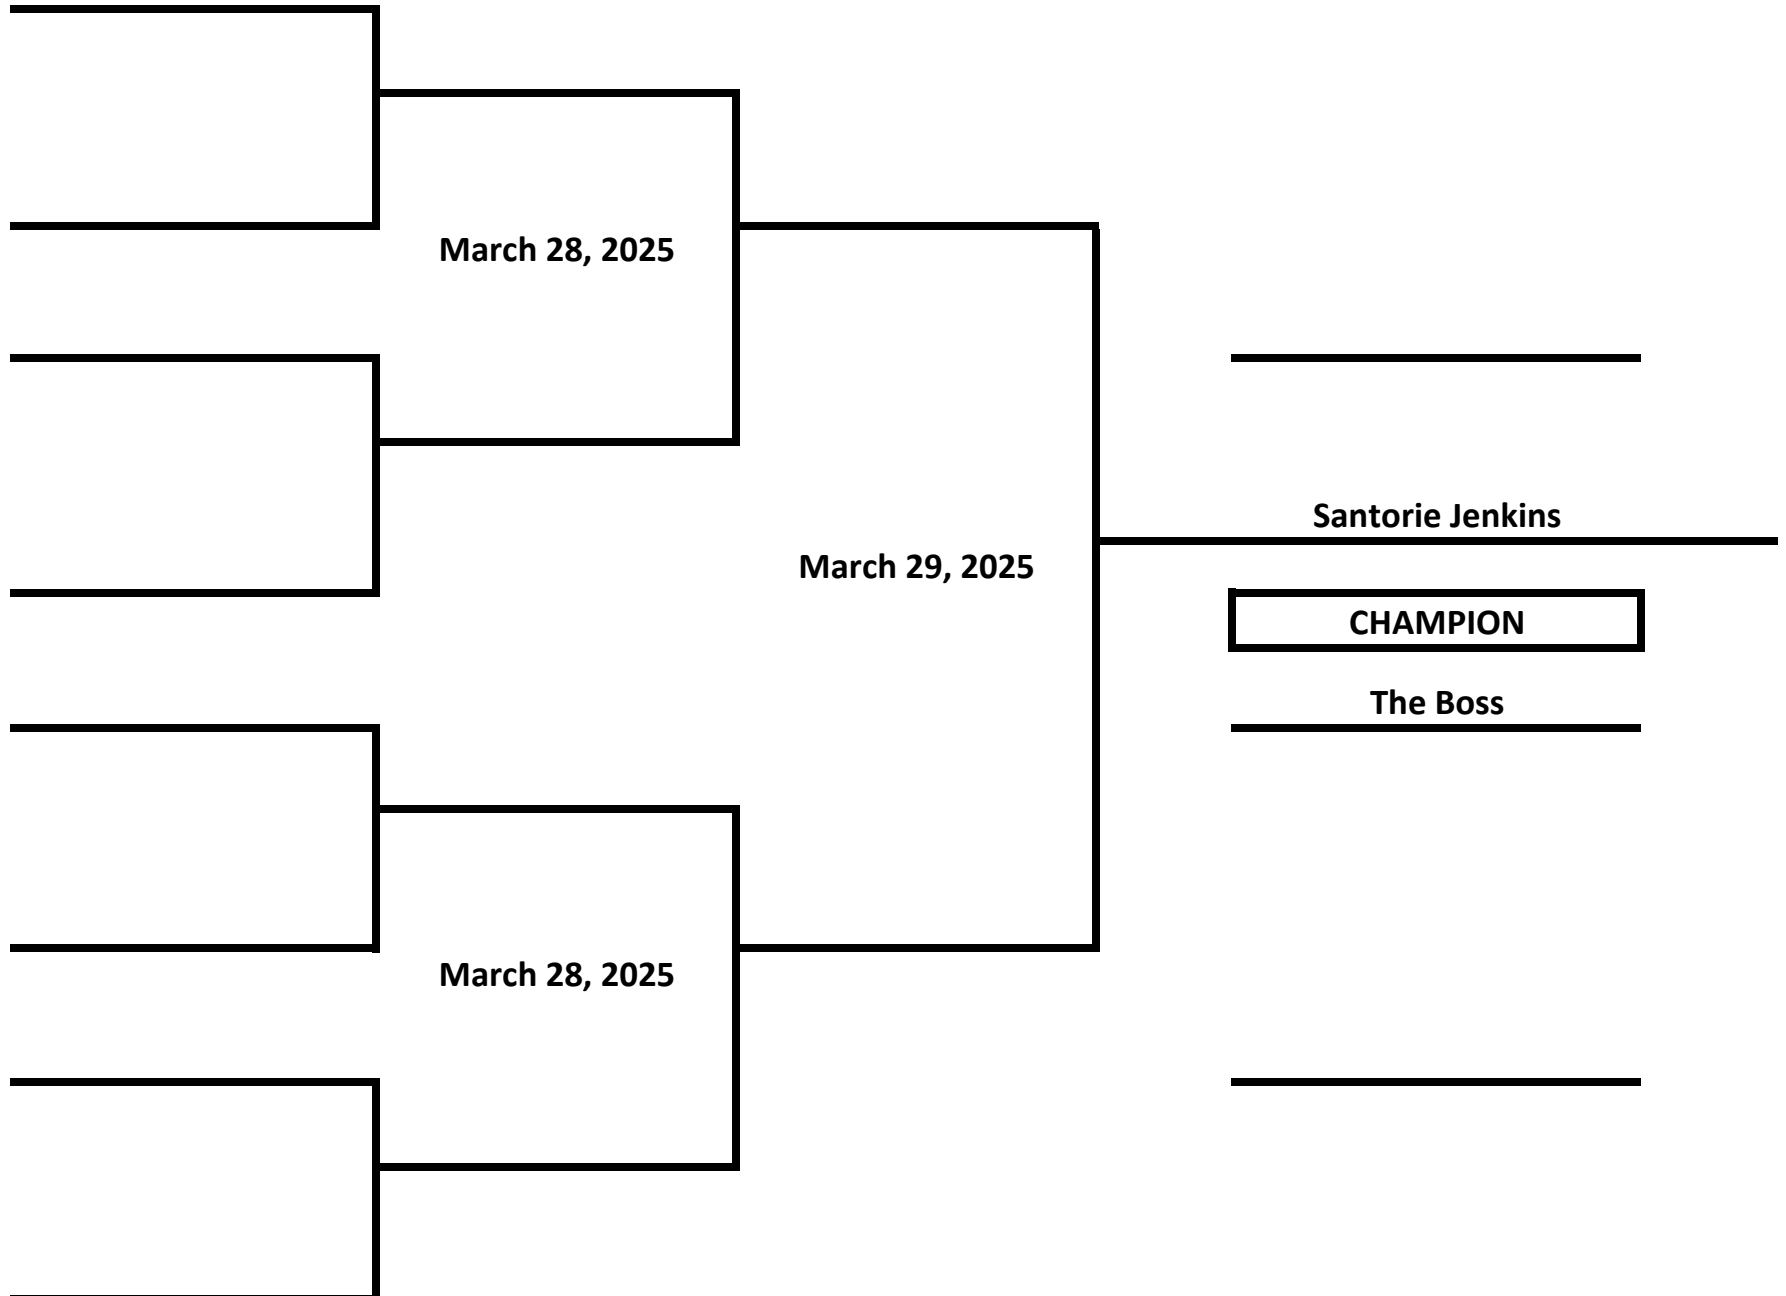 March 28, 2025
Santorie Jenkins
March 29, 2025
CHAMPION
The Boss
March 28, 2025